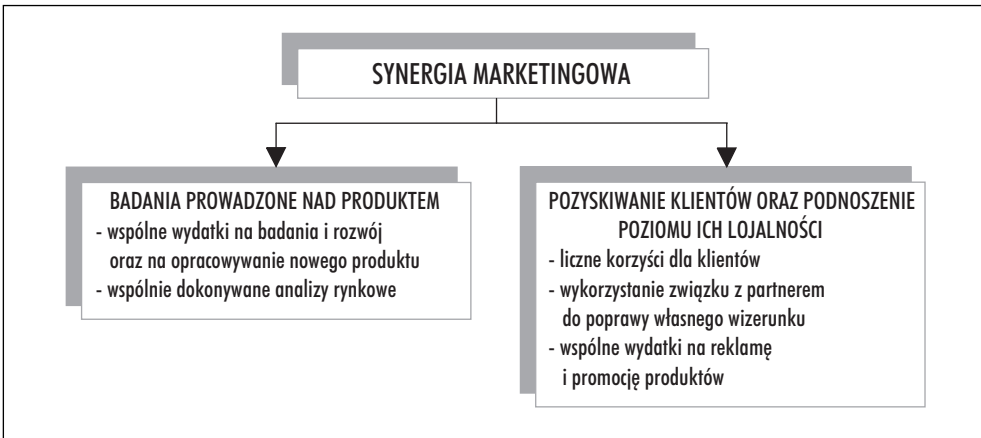 SYNERGIA MARKETINGOWA
BADANIA PROWADZONE NAD PRODUKTEM
- wspólne wydatki na badania i rozwój
oraz na opracowywanie nowego produktu
- wspólnie dokonywane analizy rynkowe
POZYSKIWANIE KLIENTÓW ORAZ PODNOSZENIE
POZIOMU ICH LOJALNOŚCI
- liczne korzyści dla klientów
- wykorzystanie związku z partnerem
do poprawy własnego wizerunku
- wspólne wydatki na reklamę
i promocję produktów